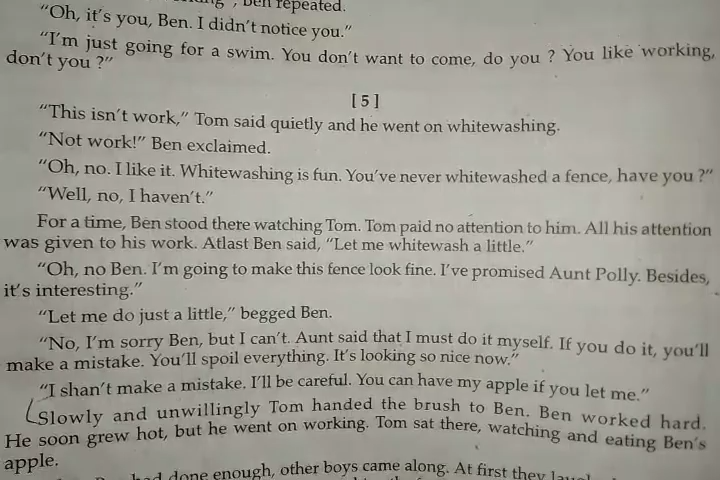 ", Ben repeated.
"Oh, it's you, Ben. I didn't notice you."
"I'm just going for a swim. You don't want to come, do you ? You like working,
don't you ?"
[5]
"This isn't work," Tom said quietly and he went on whitewashing.
"Not work!" Ben exclaimed.
"Oh, no. I like it. Whitewashing is fun. You've never whitewashed a fence, have you ?"
"Well, no, I haven't."
For a time, Ben stood there watching Tom. Tom paid no attention to him. All his attention
was given to his work. Atlast Ben said, "Let me whitewash a little."
"Oh, no Ben. I'm going to make this fence look fine. I've promised Aunt Polly. Besides,
it's interesting."
"Let me do just a little," begged Ben.
"No, I'm sorry Ben, but I can't. Aunt said that I must do it myself. If you do it, you'll
make a mistake. You'll spoil everything. It's looking so nice now."
"I shan't make a mistake. I'll be careful. You can have my apple if you let me."
Slowly and unwillingly Tom handed the brush to Ben. Ben worked hard.
He soon grew hot, but he went on working. Tom sat there, watching and eating Ben's
apple.
had done enough, other boys came along. At first they